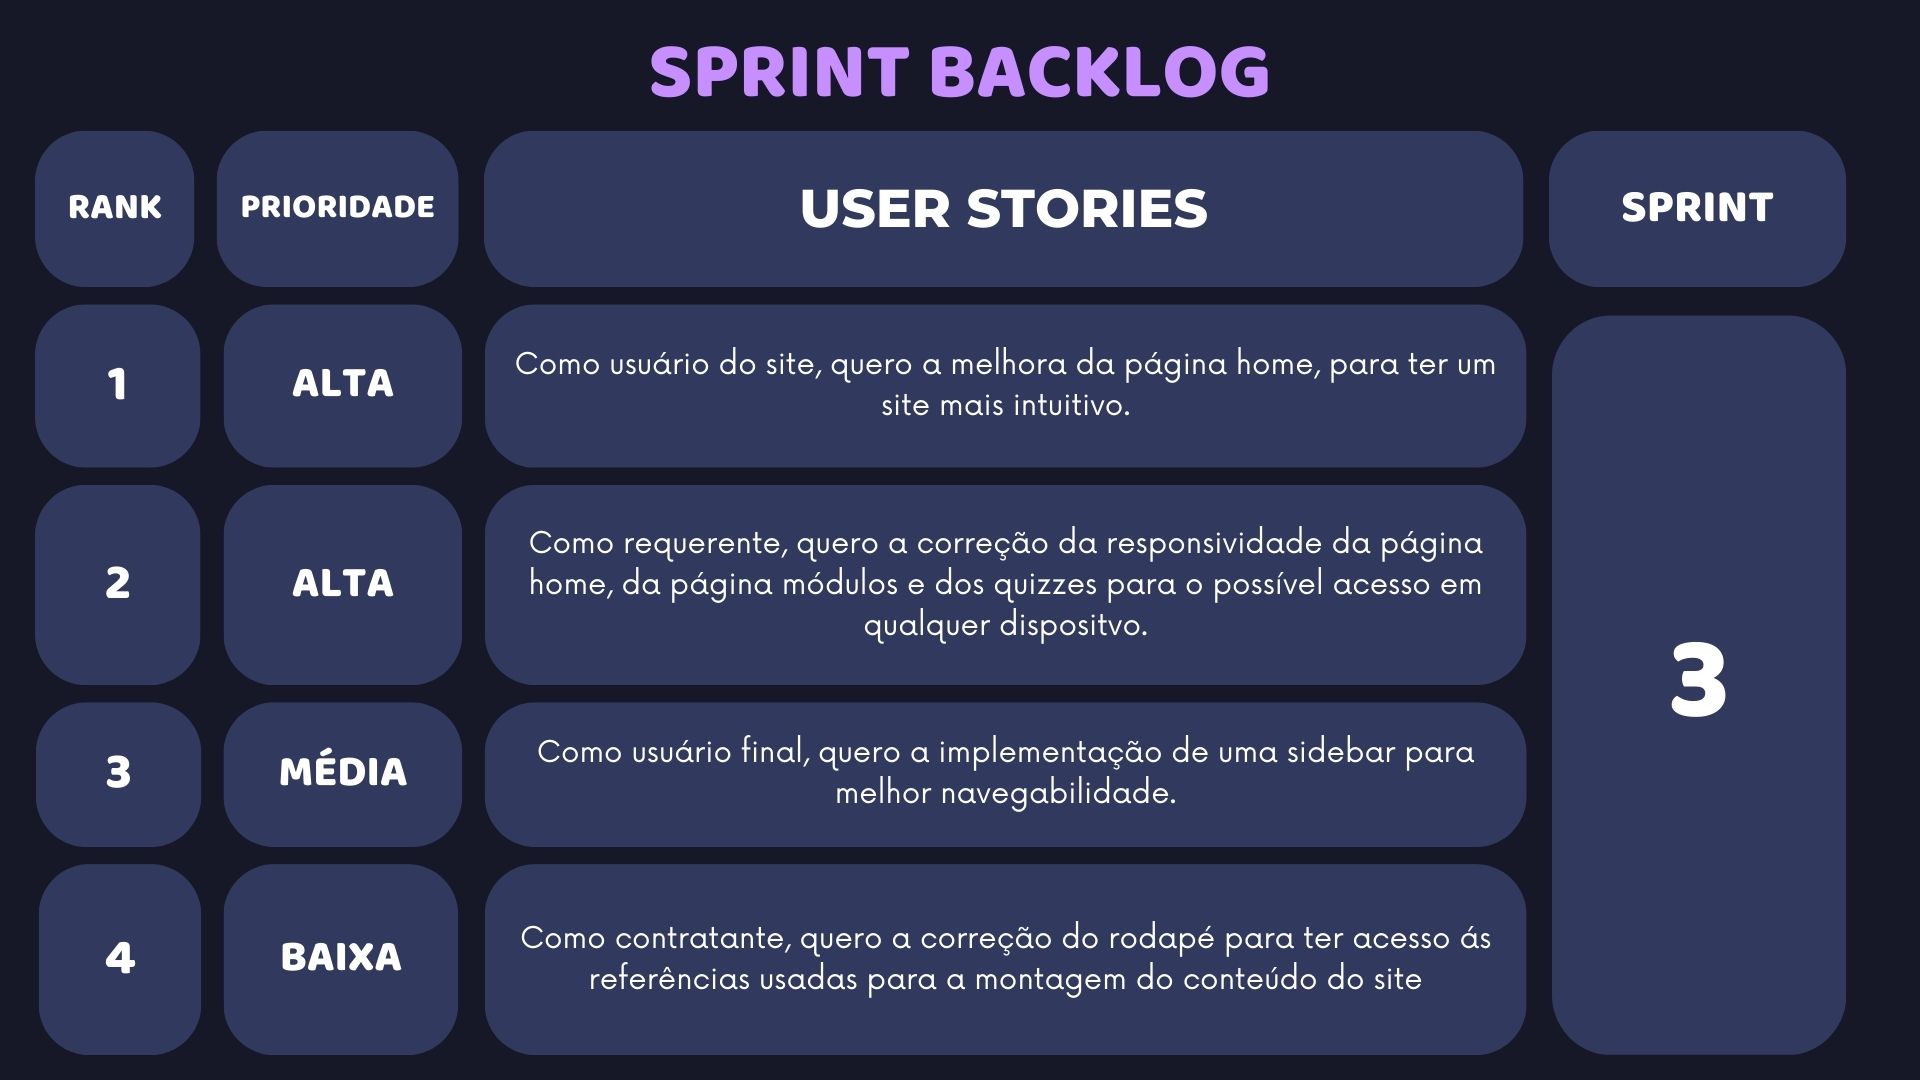 SPRINT BACKLOG
RANK
PRIORIDADE
USER STORIES
SPRINT
1
ALTA
Como usuário do site, quero a melhora da página home, para ter um
site mais intuitivo.
2
ALTA
Como requerente, quero a correção da responsividade da página
home, da página módulos e dos quizzes para o possível acesso em
qualquer dispositvo.
3
MÉDIA
Como usuário final, quero a implementação de uma sidebar para
melhor navegabilidade.
4
BAIXA
Como contratante, quero a correção do rodapé para ter acesso ás
referências usadas para a montagem do conteúdo do site
3